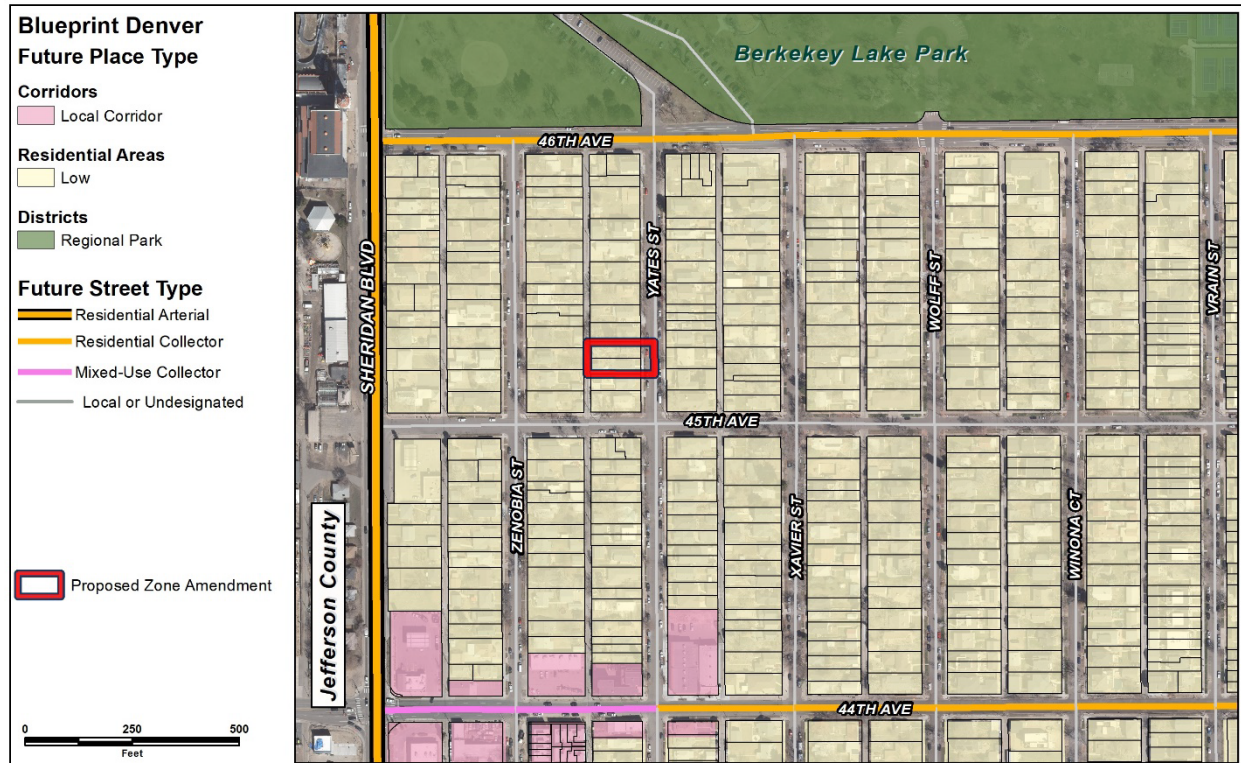 Blueprint Denver
Future Place Type
Corridors
Local Corridor
Residential Areas
Low
Districts
Regional Park
Future Street Type
Residential Arterial
Residential Collector
Mixed-Use Collector
Local or Undesignated
Proposed Zone Amendment
0 250 500
Feet
Berkekey Lake Park
46TH AVE
SHERIDAN BLVD
YATES ST
WOLFF ST
VRAIN ST
45TH AVE
ZENOBIA ST
XAVIER ST
WINONA CT
Jefferson County
44TH AVE